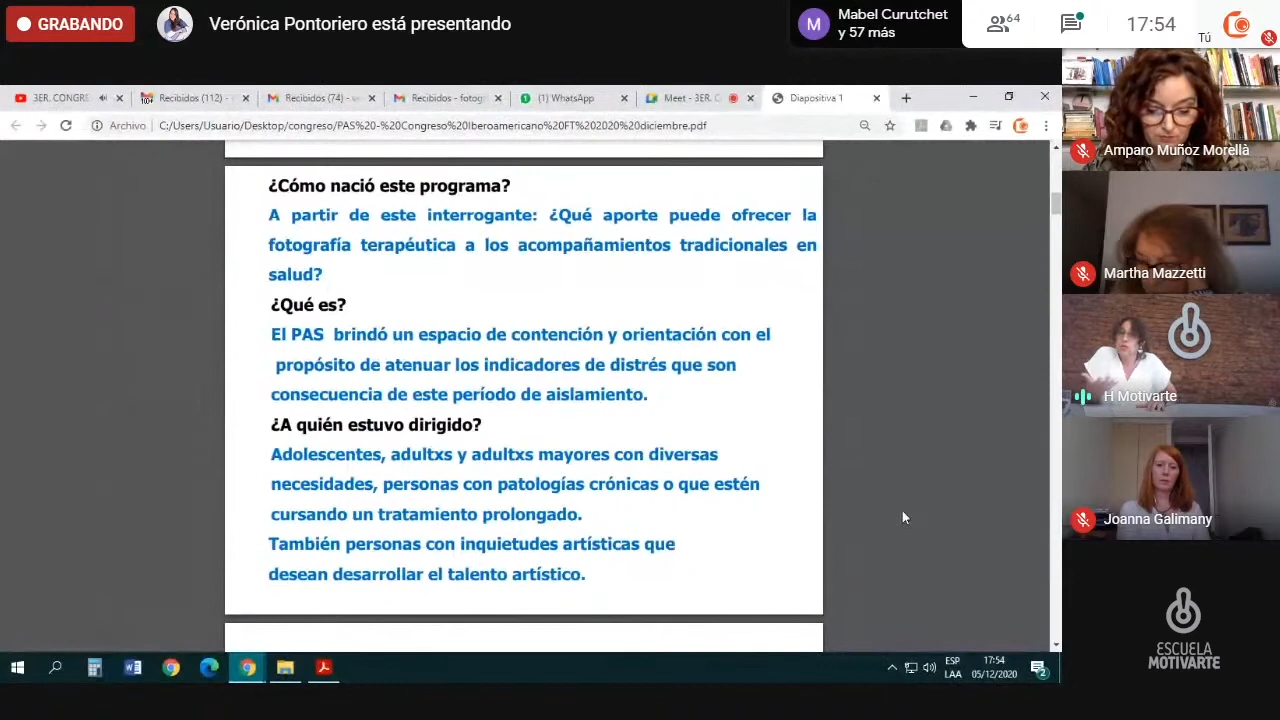 GRABANDO
Verónica Pontoriero está presentando
M
Mabel Curutchet
y 57 más
64
17:54
Tú
3ER. CONGRE
Recibidos (112) -
Recibidos (74) -
Recibidos - fotog
(1) WhatsApp
Meet - 3ER. C
Diapositiva 1
Archivo
C:/Users/Usuario/Desktop/congreso/PAS%20-%20Congreso%20Iberoamericano%20FT%202020%20diciembre.pdf
¿Cómo nació este programa?
A partir de este interrogante: ¿Qué aporte puede ofrecer la
fotografía terapéutica a los acompañamientos tradicionales en
salud?
¿Qué es?
El PAS brindó un espacio de contención y orientación con el
propósito de atenuar los indicadores de distrés que son
consecuencia de este período de aislamiento.
¿A quién estuvo dirigido?
Adolescentes, adultxs y adultxs mayores con diversas
necesidades, personas con patologías crónicas o que estén
cursando un tratamiento prolongado.
También personas con inquietudes artísticas que
desean desarrollar el talento artístico.
Amparo Muñoz Morellà
Martha Mazzetti
H Motivarte
Joanna Galimany
ESCUELA
MOTIVARTE
ESP
LAA
17:54
05/12/2020
2